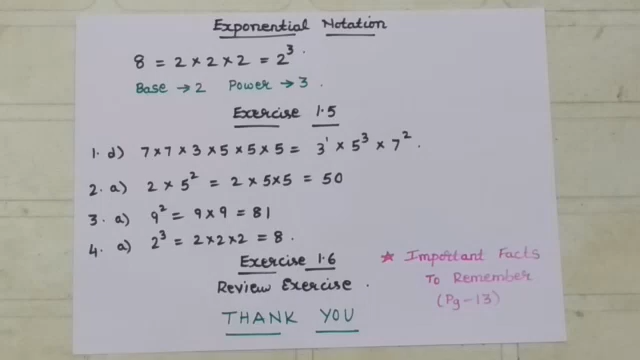 Exponential Notation
8 = 2 × 2 × 2 = 2³.
Base → 2 Power → 3
Exercise 1.5
1. d) 7×7×3×5×5×5 = 3¹ × 5³ × 7².
2. a) 2 × 5² = 2 × 5×5 = 50
3. a) 9² = 9×9 = 81
4. a) 2³ = 2×2×2 = 8.
Exercise 1.6
Review Exercise.
THANK YOU
* Important Facts
To Remember
(Pg-13)